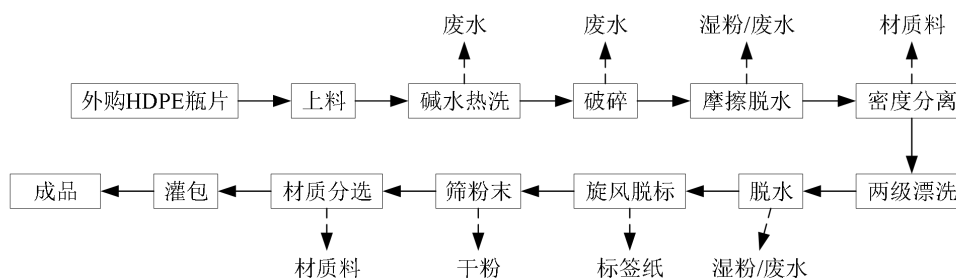 废水
废水
湿粉/废水
材质料
外购HDPE瓶片
上料
碱水热洗
破碎
摩擦脱水
密度分离
成品
灌包
材质分选
筛粉末
旋风脱标
脱水
两级漂洗
材质料
干粉
标签纸
湿粉/废水